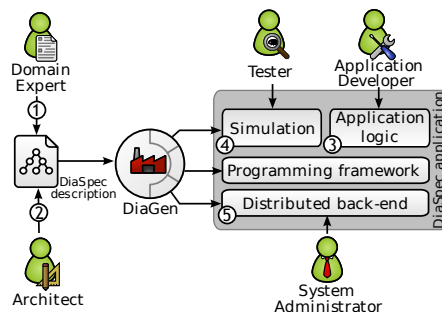 Domain
Expert
Tester
Application
Developer
1
Simulation
4
Application
logic
3
DiaSpec
description
DiaGen
Programming framework
2
Distributed back-end
5
DiaSpec application
Architect
System
Administrator